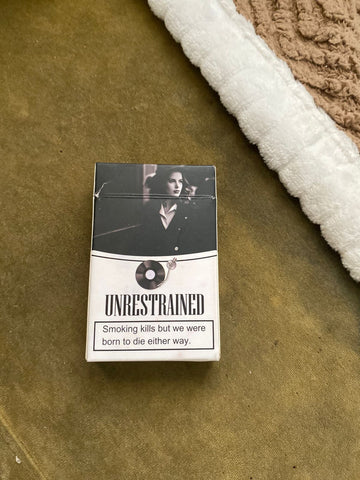 UNRESTRAINED
Smoking kills but we were
born to die either way.